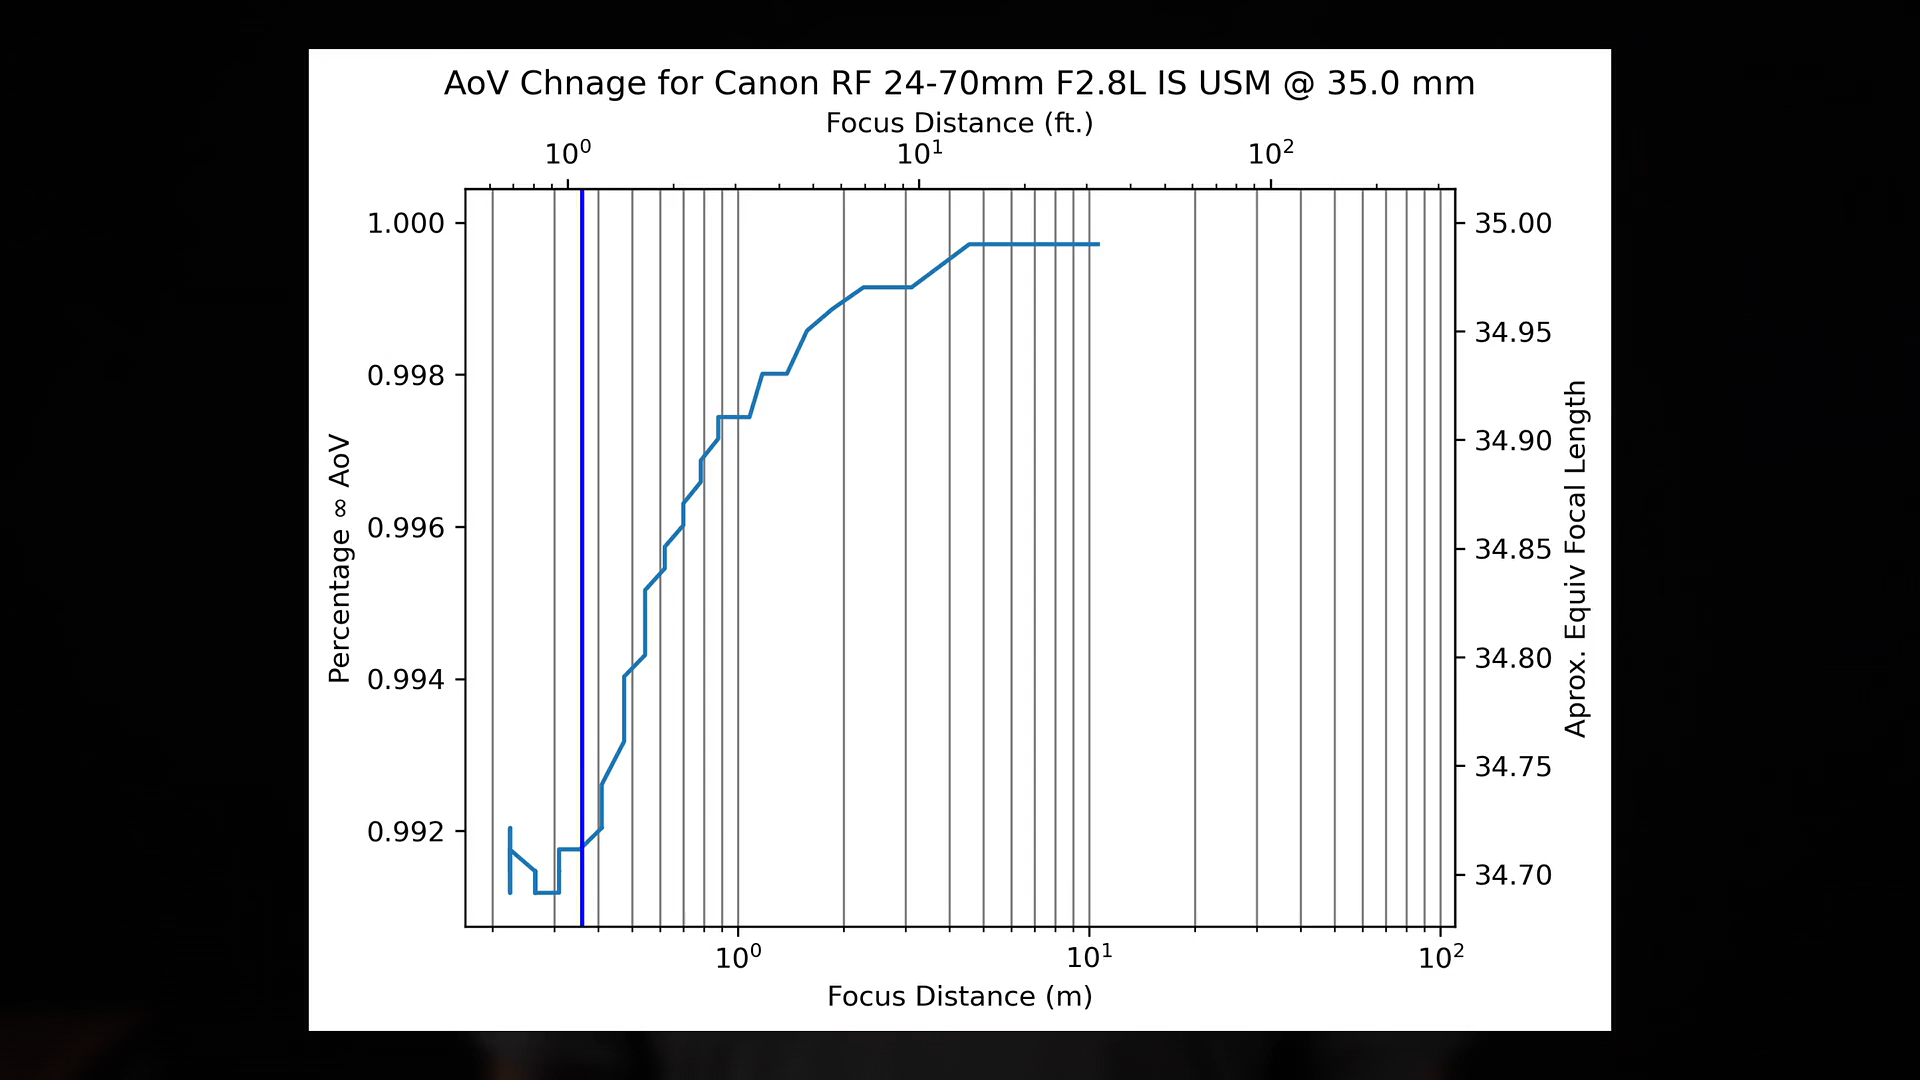 AoV Chnage for Canon RF 24-70mm F2.8L IS USM @ 35.0 mm
Focus Distance (ft.)
10⁰ 10¹ 10²
1.000 35.00
34.95
0.998
34.90
0.996
34.85
34.80
0.994
34.75
0.992
34.70
Percentage ∞ AoV
Aprox. Equiv Focal Length
10⁰ 10¹ 10²
Focus Distance (m)